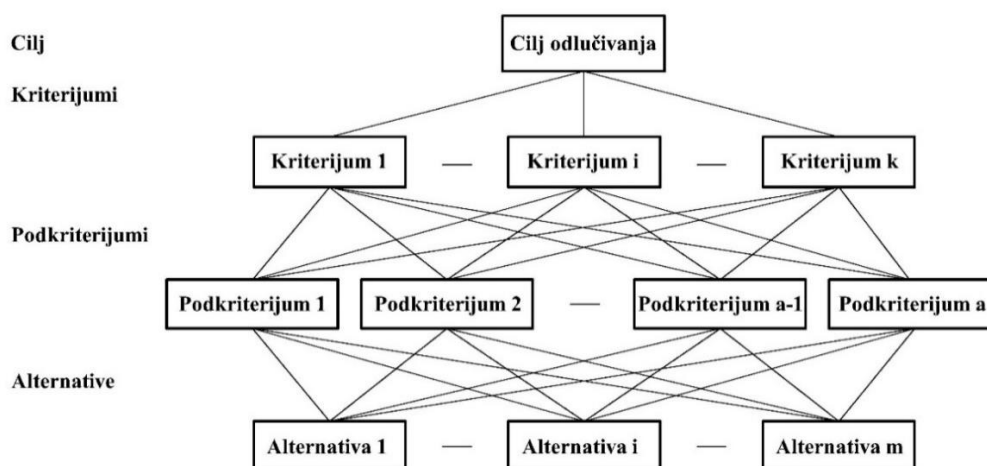 Cilj
Cilj odlučivanja
Kriterijumi
Kriterijum 1 — Kriterijum i — Kriterijum k
Podkriterijumi
Podkriterijum 1 Podkriterijum 2 — Podkriterijum a-1 Podkriterijum a
Alternative
Alternativa 1 — Alternativa i — Alternativa m